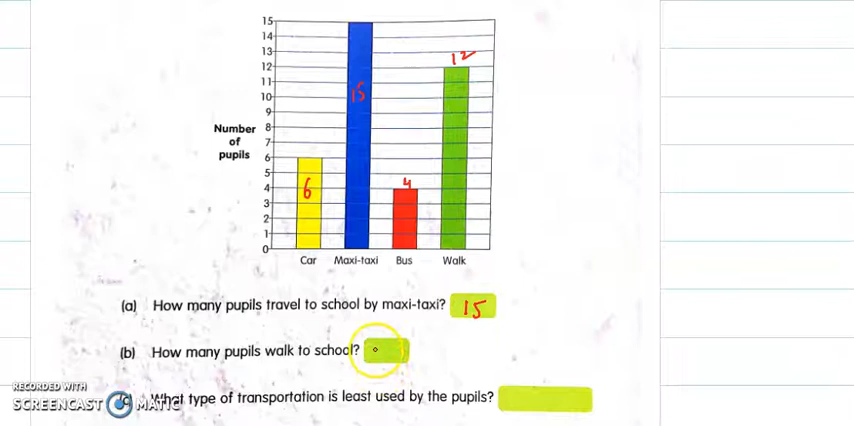 15
14
13
12
11
10
9
8
7
6
5
4
3
2
1
0
Number
of
pupils
6
15
4
12
Car Maxi-taxi Bus Walk
(a) How many pupils travel to school by maxi-taxi? 15
(b) How many pupils walk to school?
What type of transportation is least used by the pupils?
RECORDED WITH
SCREENCAST MATIC